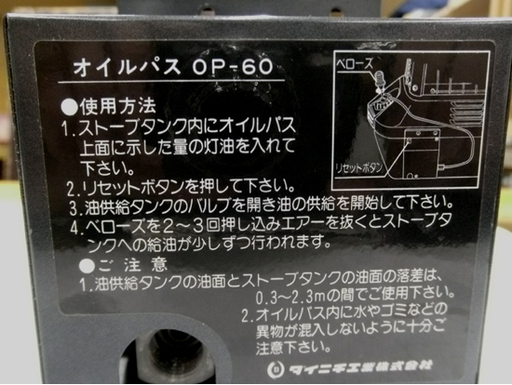 オイルパス OP-60
ベローズ
リセットボタン
●使用方法
1.ストーブタンク内にオイルパス
上面に示した量の灯油を入れて
下さい。
2.リセットボタンを押して下さい。
3.油供給タンクのバルブを開き油の供給を開始して下さい。
4.ベローズを2〜3回押し込みエアーを抜くとストーブタ
ンクへの給油が少しずつ行われます。
●ご注意
1.油供給タンクの油面とストーブタンクの油面の落差は、
0.3〜2.3mの間でご使用下さい。
2.オイルパス内に水やゴミなどの
異物が混入しないように十分ご
注意下さい。
ダイニチ工業株式会社